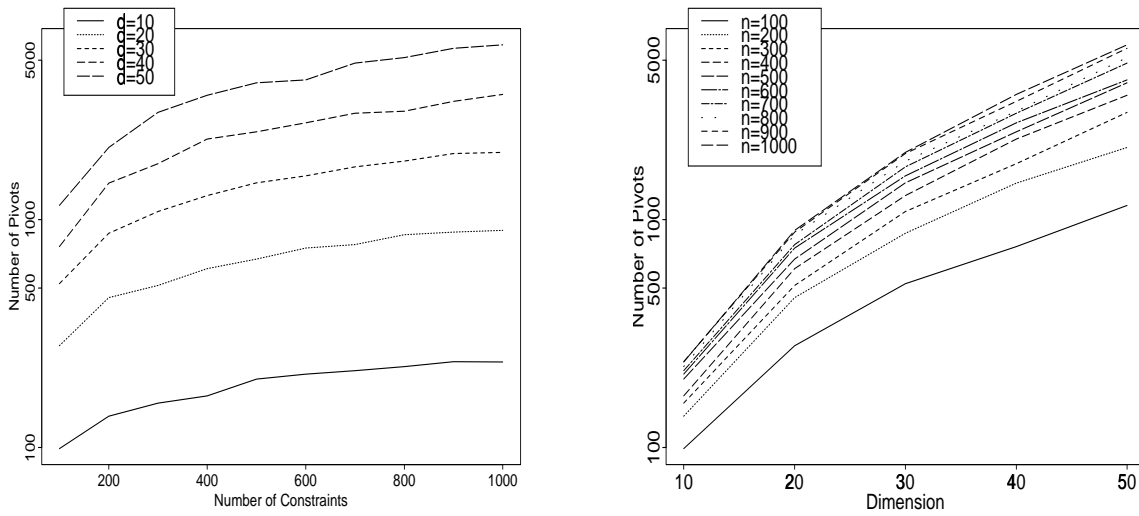 d=10
d=20
d=30
d=40
d=50
Number of Pivots
5000
1000
500
100
200
400
600
800
1000
Number of Constraints
n=100
n=200
n=300
n=400
n=500
n=600
n=700
n=800
n=900
n=1000
Number of Pivots
5000
1000
500
100
10
20
30
40
50
Dimension